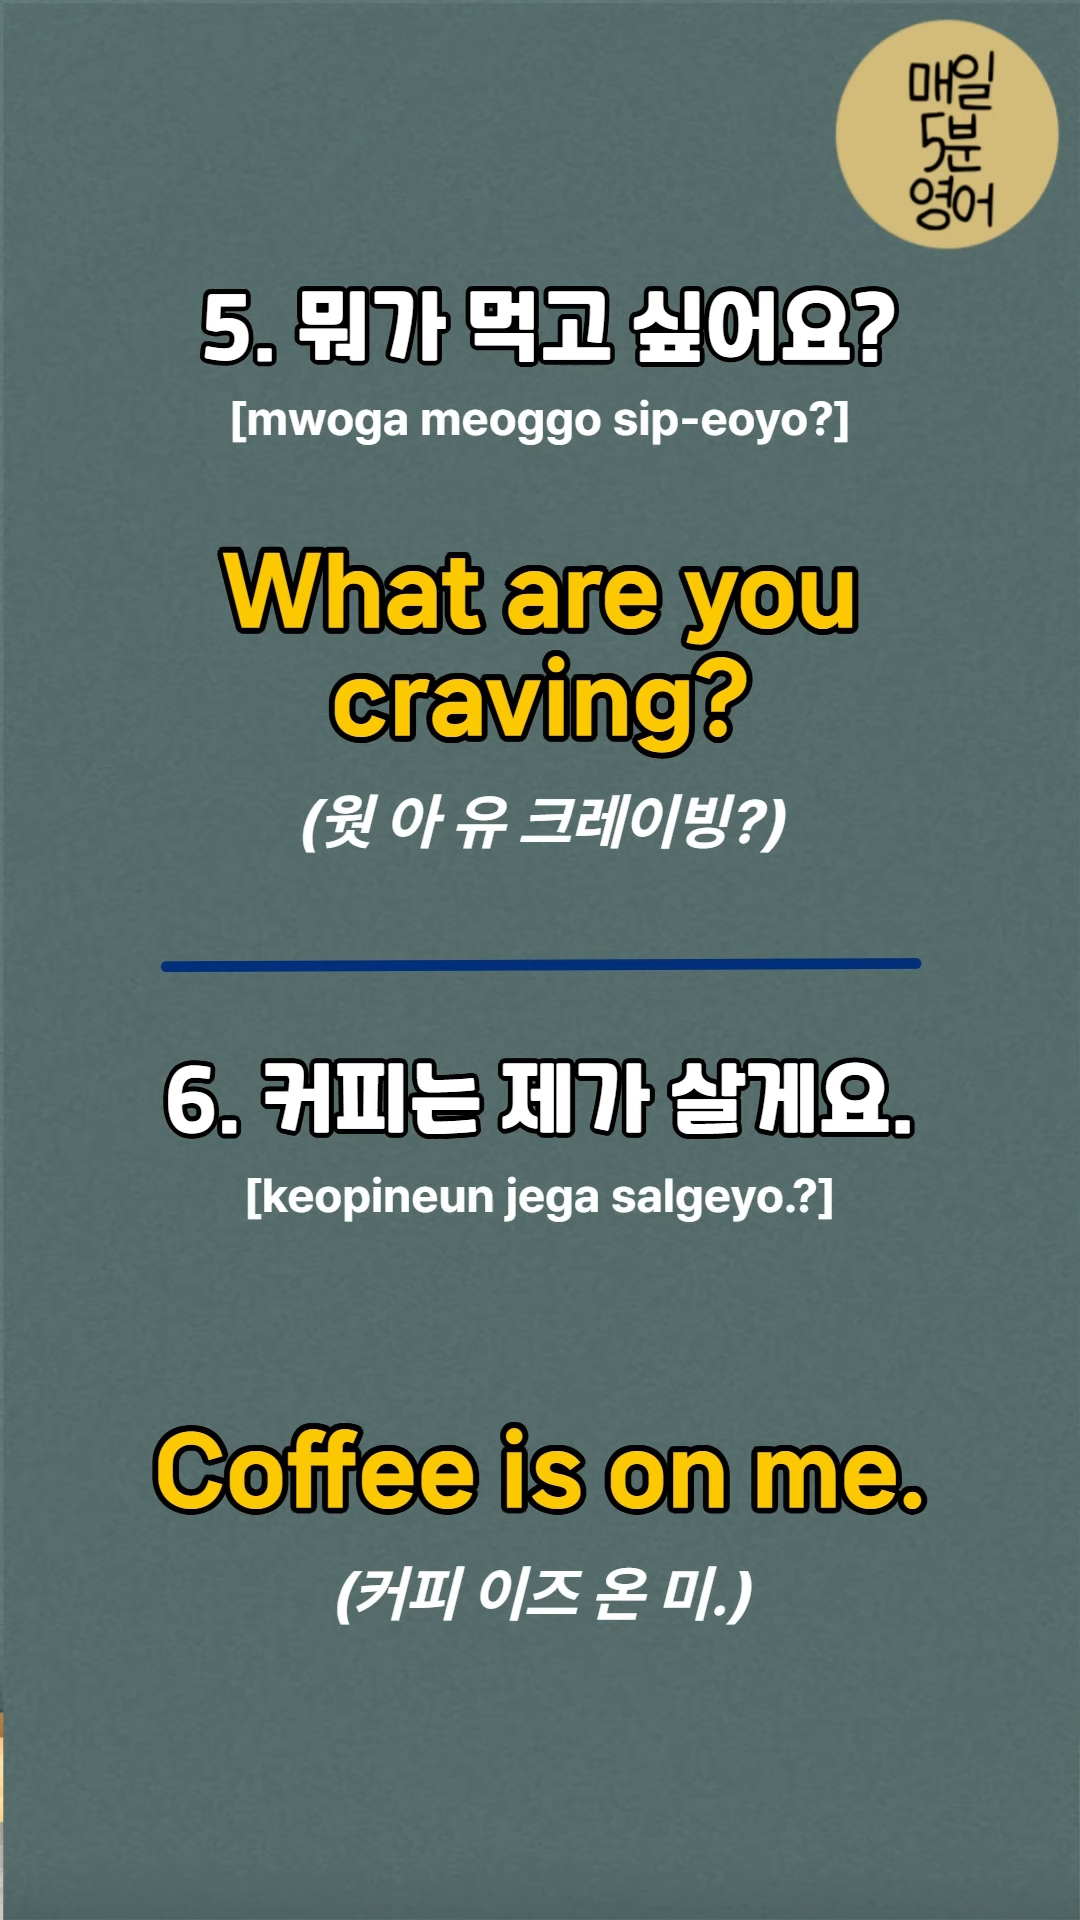 매일
5분
영어
5. 뭐가 먹고 싶어요?
[mwoga meoggo sip-eoyo?]
What are you
craving?
(웟 아 유 크레이빙?)
6. 커피는 제가 살게요.
[keopineun jega salgeyo.?]
Coffee is on me.
(커피 이즈 온 미.)